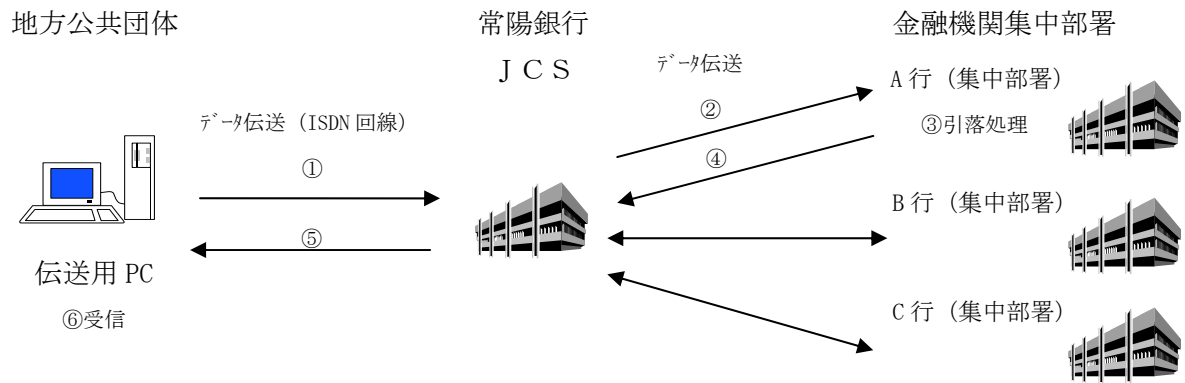 地方公共団体
常陽銀行
金融機関集中部署
ＪＣＳ
ﾃﾞｰﾀ伝送
A行（集中部署）
ﾃﾞｰﾀ伝送（ISDN回線）
②
③引落処理
①
④
B行（集中部署）
⑤
伝送用PC
⑥受信
C行（集中部署）